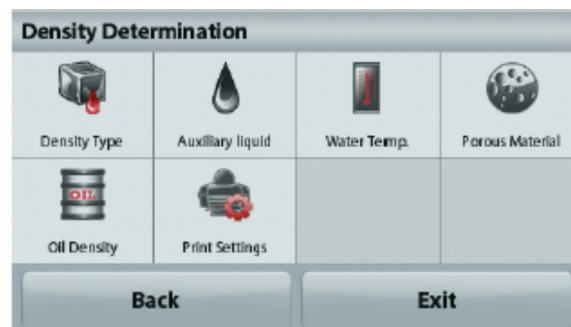 Density Determination
Density Type
Auxiliary liquid
Water Temp.
Porous Material
OIL
Oil Density
Print Settings
Back
Exit